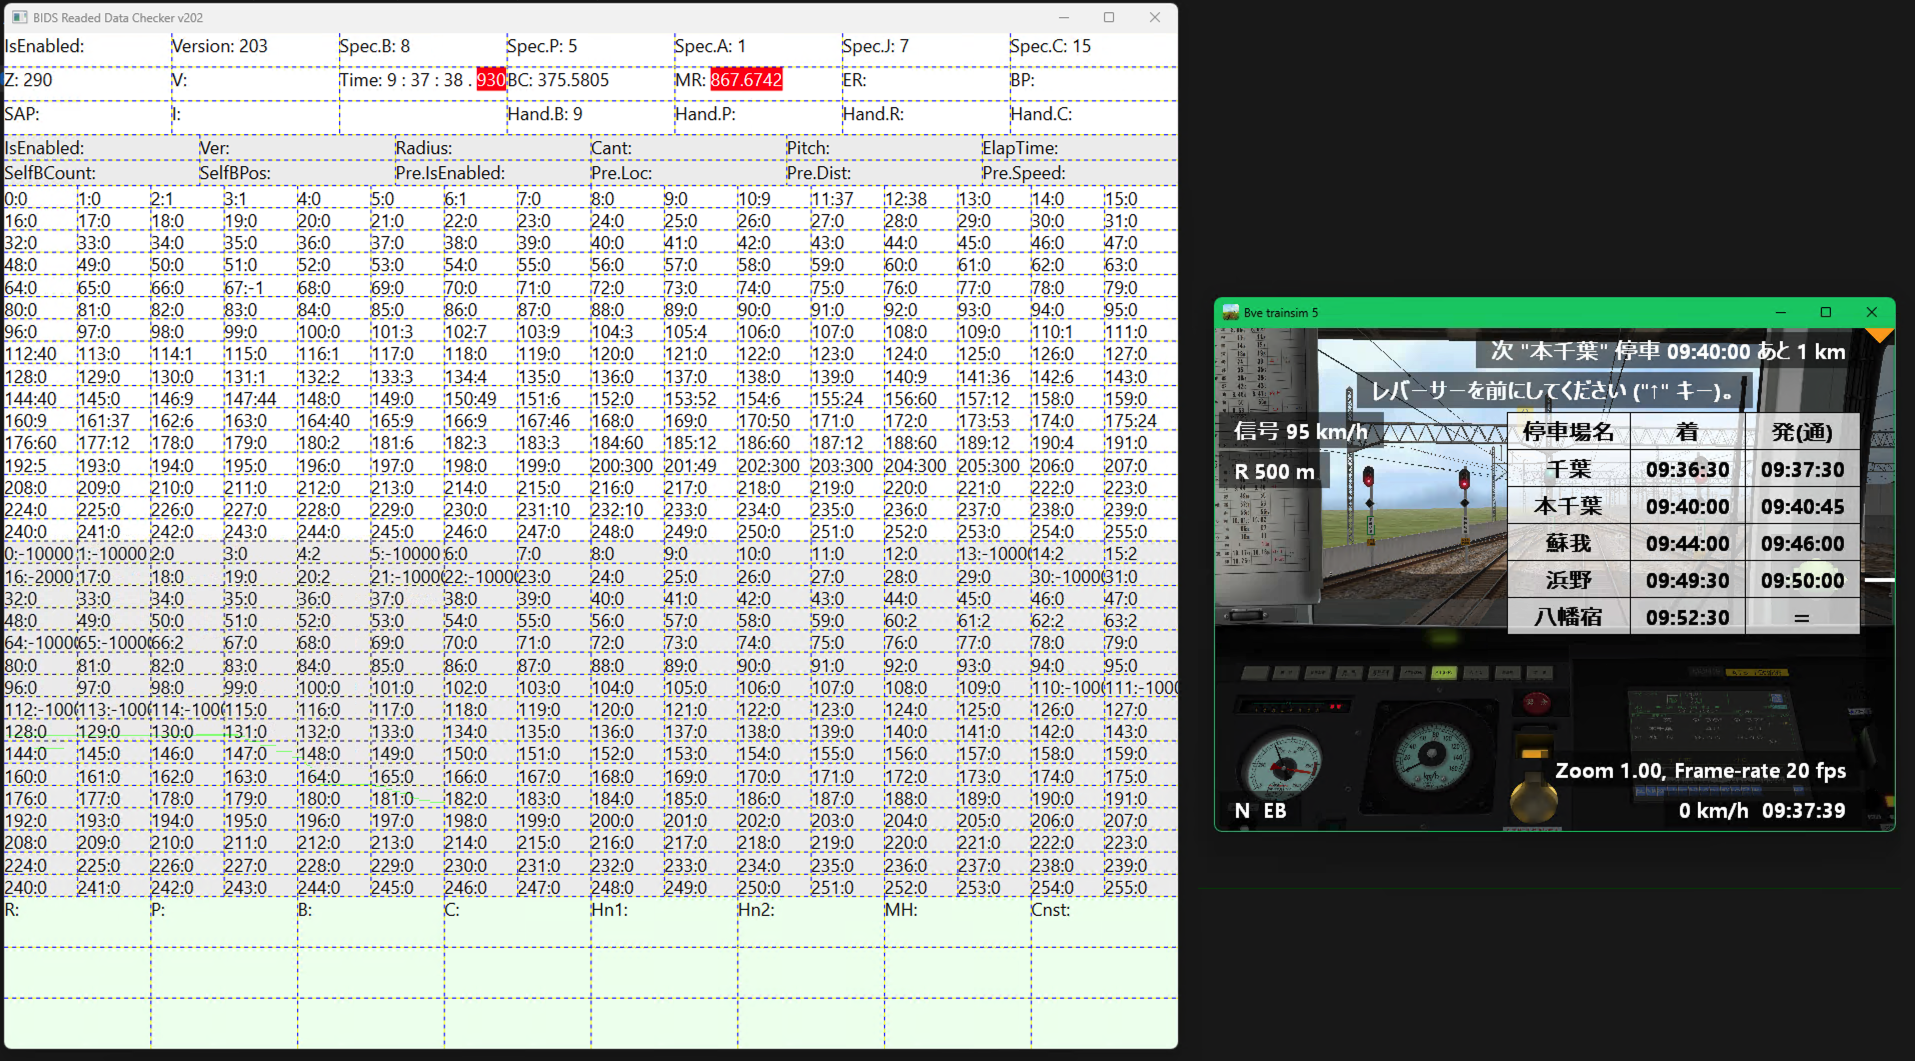 BIDS Readed Data Checker v202
IsEnabled: Version: 203 Spec.B: 8 Spec.P: 5 Spec.A: 1 Spec.J: 7 Spec.C: 15
Z: 290 V: Time: 9 : 37 : 38 . 930 BC: 375.5805 MR: 867.6742 ER: BP:
SAP: I: Hand.B: 9 Hand.P: Hand.R: Hand.C:
IsEnabled: Ver: Radius: Cant: Pitch: ElapTime:
SelfBCount: SelfBPos: Pre.IsEnabled: Pre.Loc: Pre.Dist: Pre.Speed:
0:0 1:0 2:1 3:1 4:0 5:0 6:1 7:0 8:0 9:0 10:9 11:37 12:38 13:0 14:0 15:0
16:0 17:0 18:0 19:0 20:0 21:0 22:0 23:0 24:0 25:0 26:0 27:0 28:0 29:0 30:0 31:0
32:0 33:0 34:0 35:0 36:0 37:0 38:0 39:0 40:0 41:0 42:0 43:0 44:0 45:0 46:0 47:0
48:0 49:0 50:0 51:0 52:0 53:0 54:0 55:0 56:0 57:0 58:0 59:0 60:0 61:0 62:0 63:0
64:0 65:0 66:0 67:-1 68:0 69:0 70:0 71:0 72:0 73:0 74:0 75:0 76:0 77:0 78:0 79:0
80:0 81:0 82:0 83:0 84:0 85:0 86:0 87:0 88:0 89:0 90:0 91:0 92:0 93:0 94:0 95:0
96:0 97:0 98:0 99:0 100:0 101:3 102:7 103:9 104:3 105:4 106:0 107:0 108:0 109:0 110:1 111:0
112:40 113:0 114:1 115:0 116:1 117:0 118:0 119:0 120:0 121:0 122:0 123:0 124:0 125:0 126:0 127:0
128:0 129:0 130:0 131:1 132:2 133:3 134:4 135:0 136:0 137:0 138:0 139:0 140:9 141:36 142:6 143:0
144:40 145:0 146:9 147:44 148:0 149:0 150:49 151:6 152:0 153:52 154:6 155:24 156:60 157:12 158:0 159:0
160:9 161:37 162:6 163:0 164:40 165:9 166:9 167:46 168:0 169:0 170:50 171:0 172:0 173:53 174:0 175:24
176:60 177:12 178:0 179:0 180:2 181:6 182:3 183:3 184:60 185:12 186:60 187:12 188:60 189:12 190:4 191:0
192:5 193:0 194:0 195:0 196:0 197:0 198:0 199:0 200:300 201:49 202:300 203:300 204:300 205:300 206:0 207:0
208:0 209:0 210:0 211:0 212:0 213:0 214:0 215:0 216:0 217:0 218:0 219:0 220:0 221:0 222:0 223:0
224:0 225:0 226:0 227:0 228:0 229:0 230:0 231:10 232:10 233:0 234:0 235:0 236:0 237:0 238:0 239:0
240:0 241:0 242:0 243:0 244:0 245:0 246:0 247:0 248:0 249:0 250:0 251:0 252:0 253:0 254:0 255:0
0:-10000 1:-10000 2:0 3:0 4:2 5:-10000 6:0 7:0 8:0 9:0 10:0 11:0 12:0 13:-1000 14:2 15:2
16:-2000 17:0 18:0 19:0 20:2 21:-1000 22:-1000 23:0 24:0 25:0 26:0 27:0 28:0 29:0 30:-1000 31:0
32:0 33:0 34:0 35:0 36:0 37:0 38:0 39:0 40:0 41:0 42:0 43:0 44:0 45:0 46:0 47:0
48:0 49:0 50:0 51:0 52:0 53:0 54:0 55:0 56:0 57:0 58:0 59:0 60:2 61:2 62:2 63:2
64:-1000 65:-1000 66:2 67:0 68:0 69:0 70:0 71:0 72:0 73:0 74:0 75:0 76:0 77:0 78:0 79:0
80:0 81:0 82:0 83:0 84:0 85:0 86:0 87:0 88:0 89:0 90:0 91:0 92:0 93:0 94:0 95:0
96:0 97:0 98:0 99:0 100:0 101:0 102:0 103:0 104:0 105:0 106:0 107:0 108:0 109:0 110:-100 111:-100
112:-100 113:-100 114:-100 115:0 116:0 117:0 118:0 119:0 120:0 121:0 122:0 123:0 124:0 125:0 126:0 127:0
128:0 129:0 130:0 131:0 132:0 133:0 134:0 135:0 136:0 137:0 138:0 139:0 140:0 141:0 142:0 143:0
144:0 145:0 146:0 147:0 148:0 149:0 150:0 151:0 152:0 153:0 154:0 155:0 156:0 157:0 158:0 159:0
160:0 161:0 162:0 163:0 164:0 165:0 166:0 167:0 168:0 169:0 170:0 171:0 172:0 173:0 174:0 175:0
176:0 177:0 178:0 179:0 180:0 181:0 182:0 183:0 184:0 185:0 186:0 187:0 188:0 189:0 190:0 191:0
192:0 193:0 194:0 195:0 196:0 197:0 198:0 199:0 200:0 201:0 202:0 203:0 204:0 205:0 206:0 207:0
208:0 209:0 210:0 211:0 212:0 213:0 214:0 215:0 216:0 217:0 218:0 219:0 220:0 221:0 222:0 223:0
224:0 225:0 226:0 227:0 228:0 229:0 230:0 231:0 232:0 233:0 234:0 235:0 236:0 237:0 238:0 239:0
240:0 241:0 242:0 243:0 244:0 245:0 246:0 247:0 248:0 249:0 250:0 251:0 252:0 253:0 254:0 255:0
R: P: B: C: Hn1: Hn2: MH: Cnst:
Bve trainsim 5
次 "本千葉" 停車 09:40:00 あと 1 km
レバーサーを前にしてください ("↑" キー)。
信号 95 km/h
R 500 m
停車場名 着 発(通)
千葉 09:36:30 09:37:30
本千葉 09:40:00 09:40:45
蘇我 09:44:00 09:46:00
浜野 09:49:30 09:50:00
八幡宿 09:52:30 =
Zoom 1.00, Frame-rate 20 fps
N EB
0 km/h 09:37:39